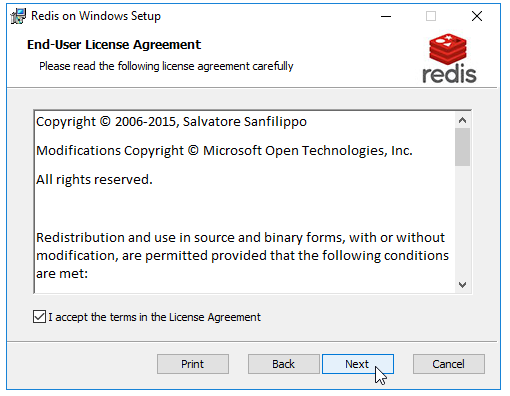 Redis on Windows Setup
End-User License Agreement
Please read the following license agreement carefully
redis
Copyright © 2006-2015, Salvatore Sanfilippo
Modifications Copyright © Microsoft Open Technologies, Inc.
All rights reserved.
Redistribution and use in source and binary forms, with or without
modification, are permitted provided that the following conditions
are met:
I accept the terms in the License Agreement
Print
Back
Next
Cancel